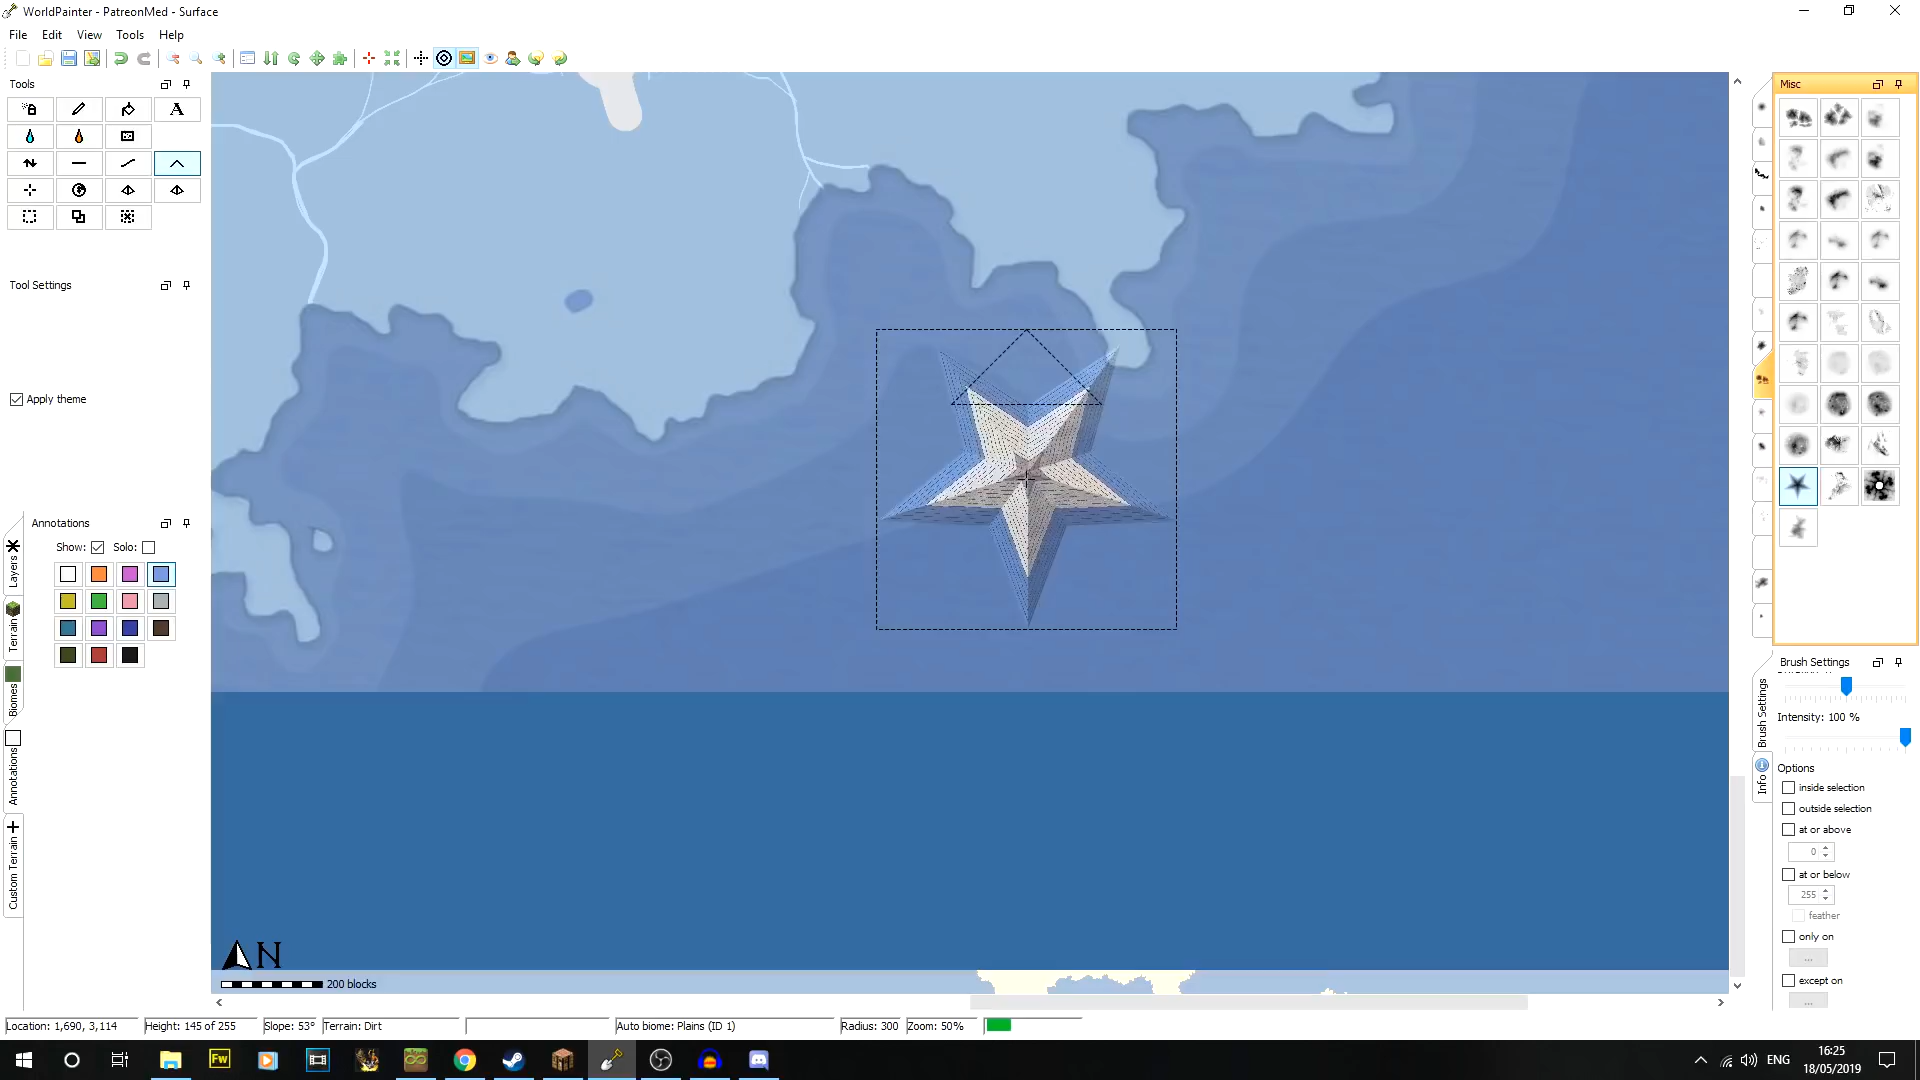 WorldPainter - PatreonMed - Surface
File Edit View Tools Help
Tools
A
Tool Settings
Apply theme
Annotations
Show: Solo:
Layers
Terrain
Biomes
Annotations
Custom Terrain
N
200 blocks
Misc
Brush Settings
Brush Settings
Info
Intensity: 100 %
Options
inside selection
outside selection
at or above
0
at or below
255
feather
only on
...
except on
...
Location: 1,690, 3,114 Height: 145 of 255 Slope: 53° Terrain: Dirt Auto biome: Plains (ID 1) Radius: 300 Zoom: 50%
Fw
ENG
16:25
18/05/2019